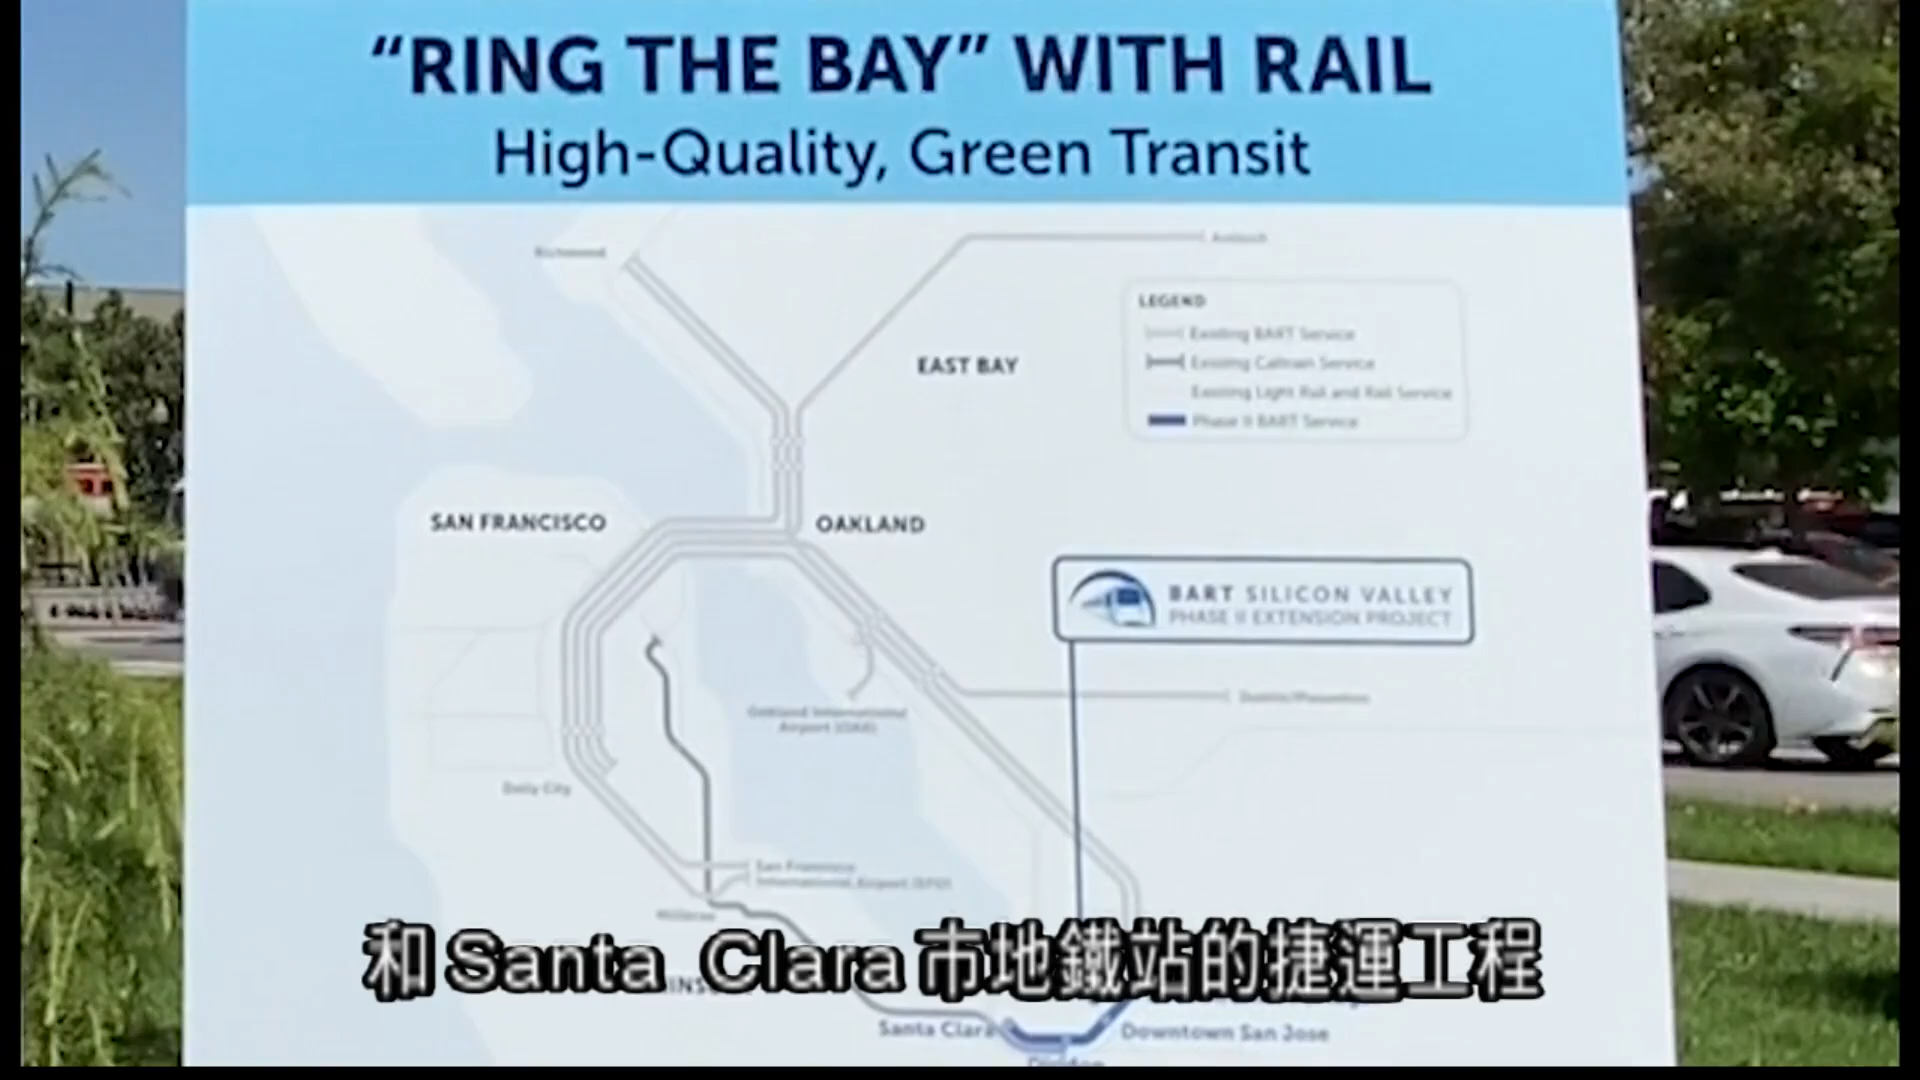 “RING THE BAY” WITH RAIL
High-Quality, Green Transit
Richmond
Antioch
LEGEND
Existing BART Service
Existing Caltrain Service
Existing Light Rail and Rail Service
Phase II BART Service
EAST BAY
SAN FRANCISCO
OAKLAND
BART SILICON VALLEY
PHASE II EXTENSION PROJECT
Dublin/Pleasanton
Oakland International
Airport (OAK)
Daly City
San Francisco
International Airport (SFO)
Millbrae
和 Santa Clara 市地鐵站的捷運工程
Santa Clara
Downtown San Jose